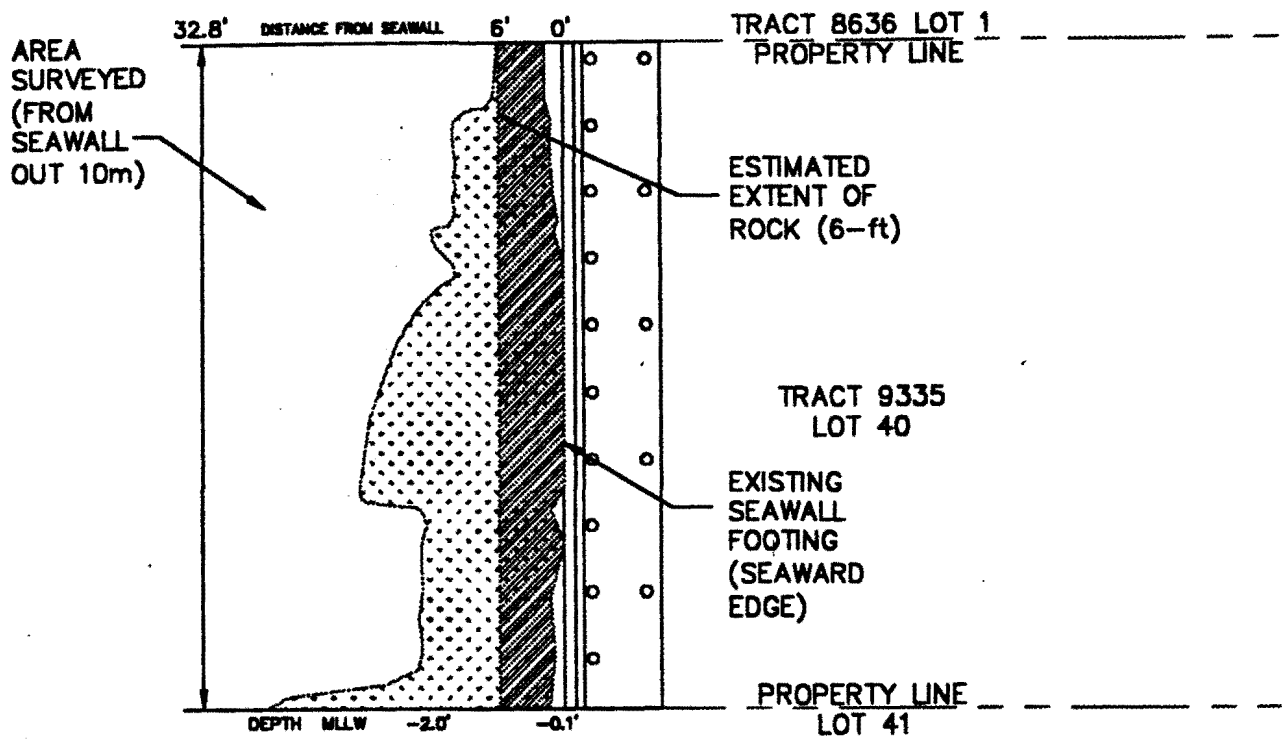 32.8' DISTANCE FROM SEAWALL 6' 0'
TRACT 8636 LOT 1
PROPERTY LINE
AREA
SURVEYED
(FROM
SEAWALL
OUT 10m)
ESTIMATED
EXTENT OF
ROCK (6-ft)
TRACT 9335
LOT 40
EXISTING
SEAWALL
FOOTING
(SEAWARD
EDGE)
PROPERTY LINE
LOT 41
DEPTH MLLW -2.0' -0.1'